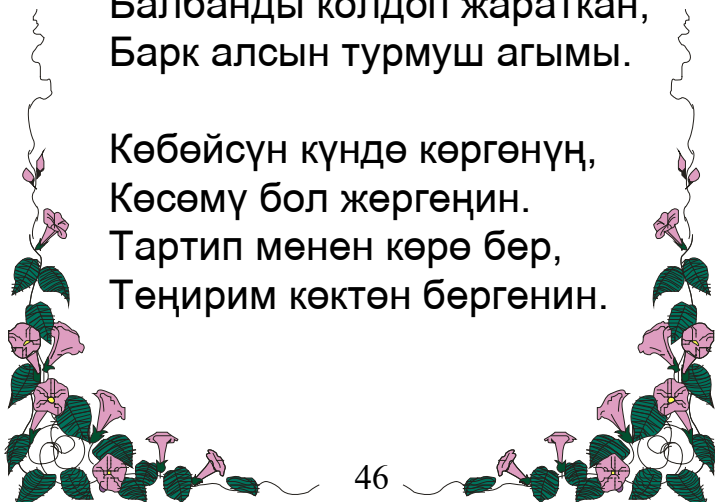 Балбанды колдоп жараткан,
Барк алсын турмуш агымы.
Көбөйсүн күндө көргөнүң,
Көсөмү бол жергеңин.
Тартип менен көрө бер,
Теңирим көктөн бергенин.
46